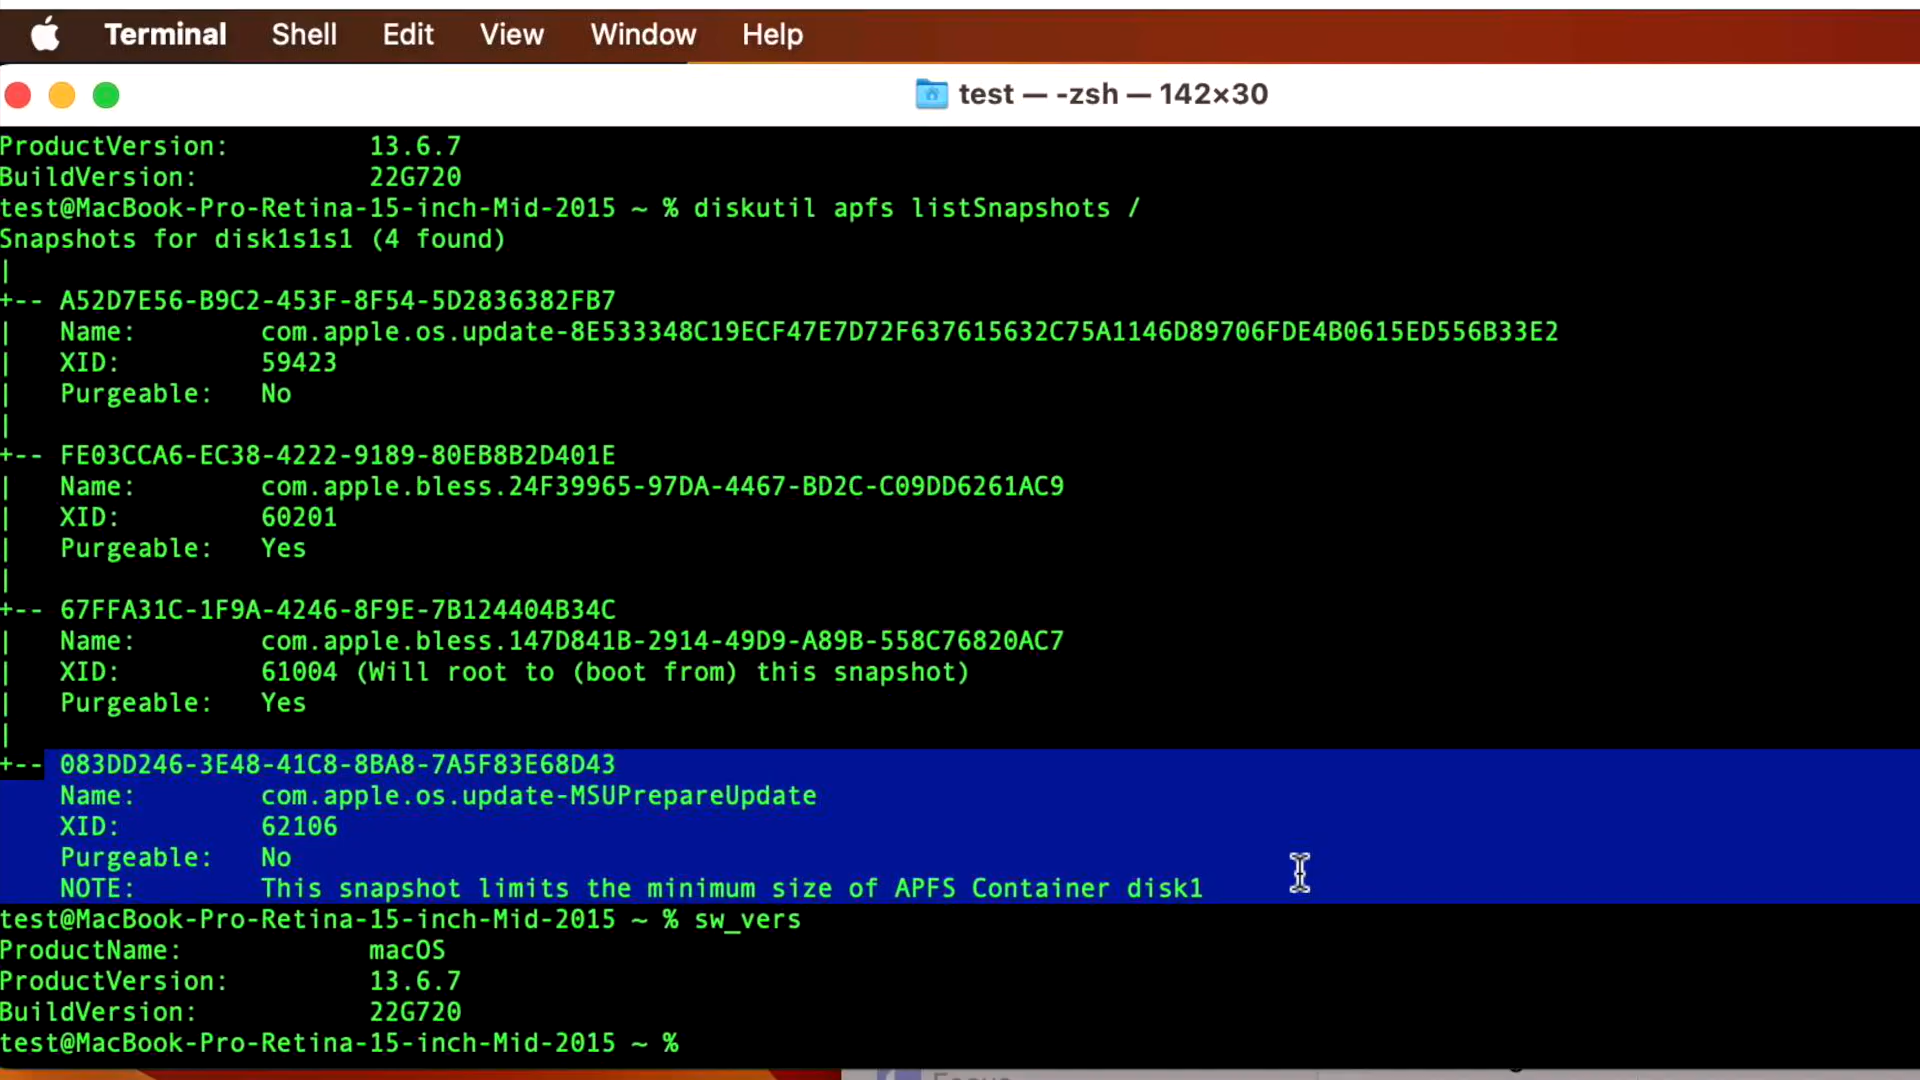 Terminal Shell Edit View Window Help
test — -zsh — 142×30
ProductVersion: 13.6.7
BuildVersion: 22G720
test@MacBook-Pro-Retina-15-inch-Mid-2015 ~ % diskutil apfs listSnapshots /
Snapshots for disk1s1s1 (4 found)
|
+-- A52D7E56-B9C2-453F-8F54-5D2836382FB7
| Name: com.apple.os.update-8E533348C19ECF47E7D72F637615632C75A1146D89706FDE4B0615ED556B33E2
| XID: 59423
| Purgeable: No
|
+-- FE03CCA6-EC38-4222-9189-80EB8B2D401E
| Name: com.apple.bless.24F39965-97DA-4467-BD2C-C09DD6261AC9
| XID: 60201
| Purgeable: Yes
|
+-- 67FFA31C-1F9A-4246-8F9E-7B124404B34C
| Name: com.apple.bless.147D841B-2914-49D9-A89B-558C76820AC7
| XID: 61004 (Will root to (boot from) this snapshot)
| Purgeable: Yes
|
+-- 083DD246-3E48-41C8-8BA8-7A5F83E68D43
Name: com.apple.os.update-MSUPrepareUpdate
XID: 62106
Purgeable: No
NOTE: This snapshot limits the minimum size of APFS Container disk1
test@MacBook-Pro-Retina-15-inch-Mid-2015 ~ % sw_vers
ProductName: macOS
ProductVersion: 13.6.7
BuildVersion: 22G720
test@MacBook-Pro-Retina-15-inch-Mid-2015 ~ %